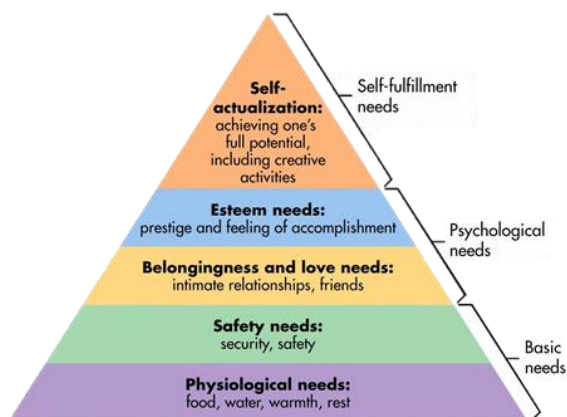 Self-
actualization:
achieving one's
full potential,
including creative
activities
Self-fulfillment
needs
Esteem needs:
prestige and feeling of accomplishment
Psychological
needs
Belongingness and love needs:
intimate relationships, friends
Safety needs:
security, safety
Basic
needs
Physiological needs:
food, water, warmth, rest